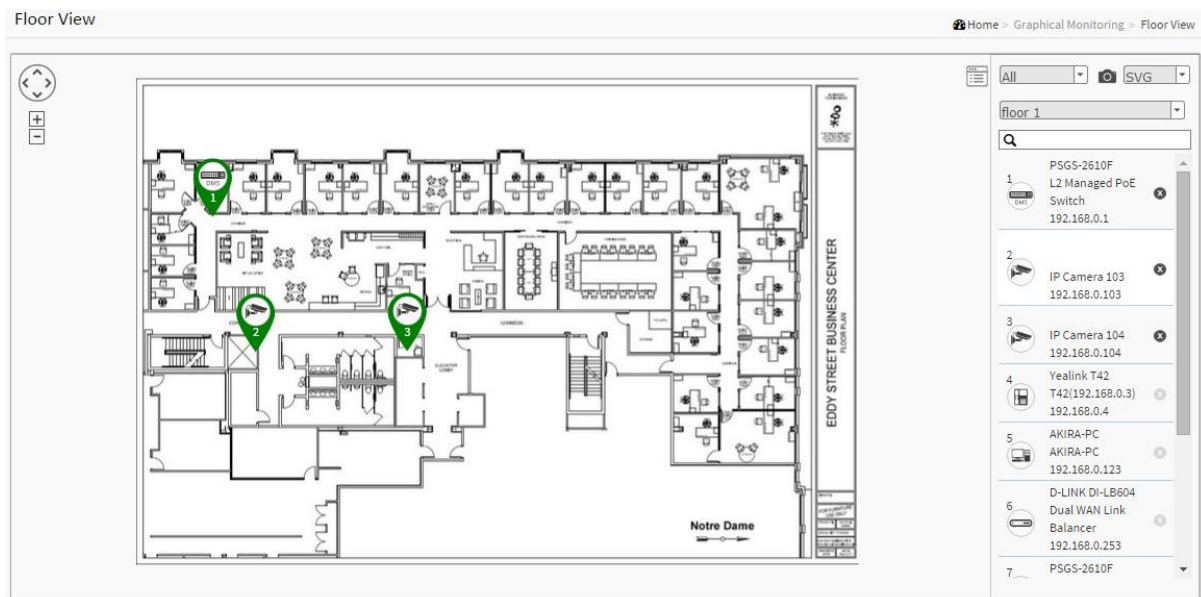 Floor View
Home > Graphical Monitoring > Floor View
All
SVG
floor 1
1
PSGS-2610F
L2 Managed PoE
Switch
192.168.0.1
DMS
2
IP Camera 103
192.168.0.103
3
IP Camera 104
192.168.0.104
4
Yealink T42
T42(192.168.0.3)
192.168.0.4
5
AKIRA-PC
AKIRA-PC
192.168.0.123
6
D-LINK DI-LB604
Dual WAN Link
Balancer
192.168.0.253
7
PSGS-2610F
DMS
1
2
3
CORRIDOR
ELEVATOR
LOBBY
EDDY STREET BUSINESS CENTER
FLOOR PLAN
Notre Dame